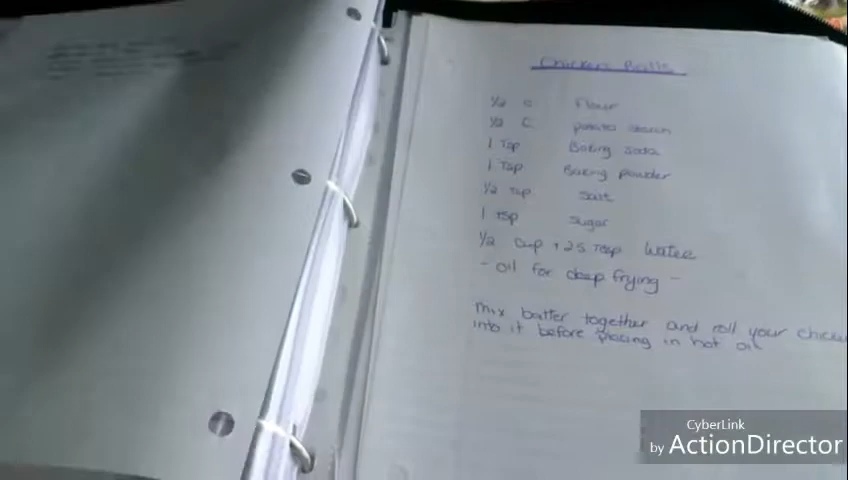 Chicken Balls
1/2 C flour
1/2 C potato starch
1 Tsp Baking soda
1 Tsp Baking powder
1/2 Tsp Salt
1 Tsp Sugar
1/2 Cup + 2.5 Tbsp Water
- oil for deep frying -
Mix batter together and roll your
into it before placing in hot oil
CyberLink
by ActionDirector